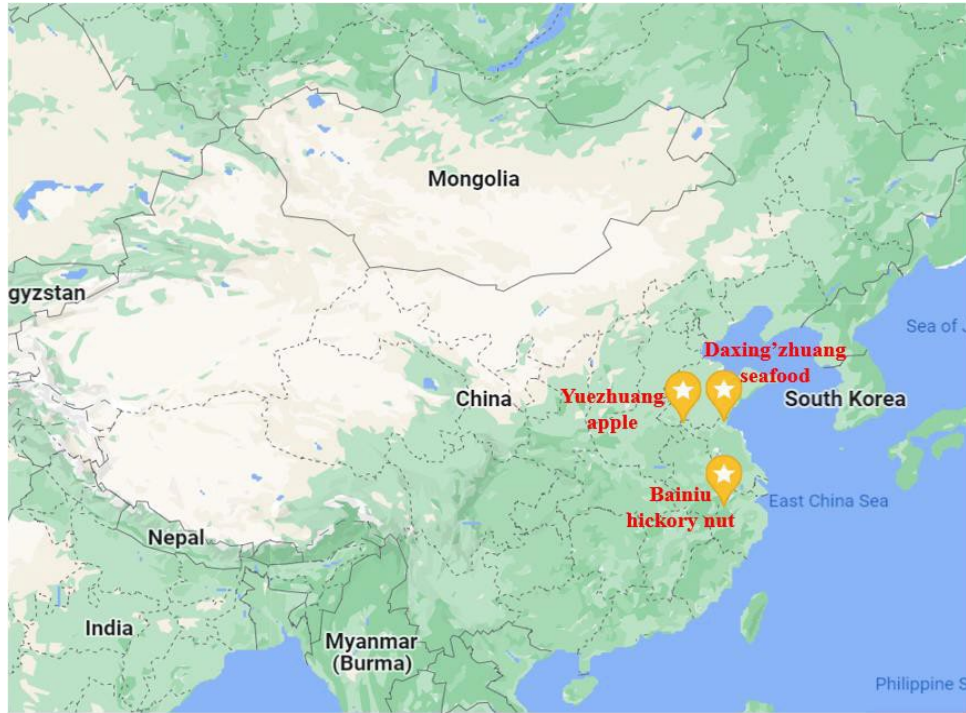 Mongolia
gyzstan
Sea of J
Daxing’zhuang
seafood
Yuezhuang
apple
China
South Korea
Bainiu
hickory nut
East China Sea
Nepal
India
Myanmar
(Burma)
Philippine S